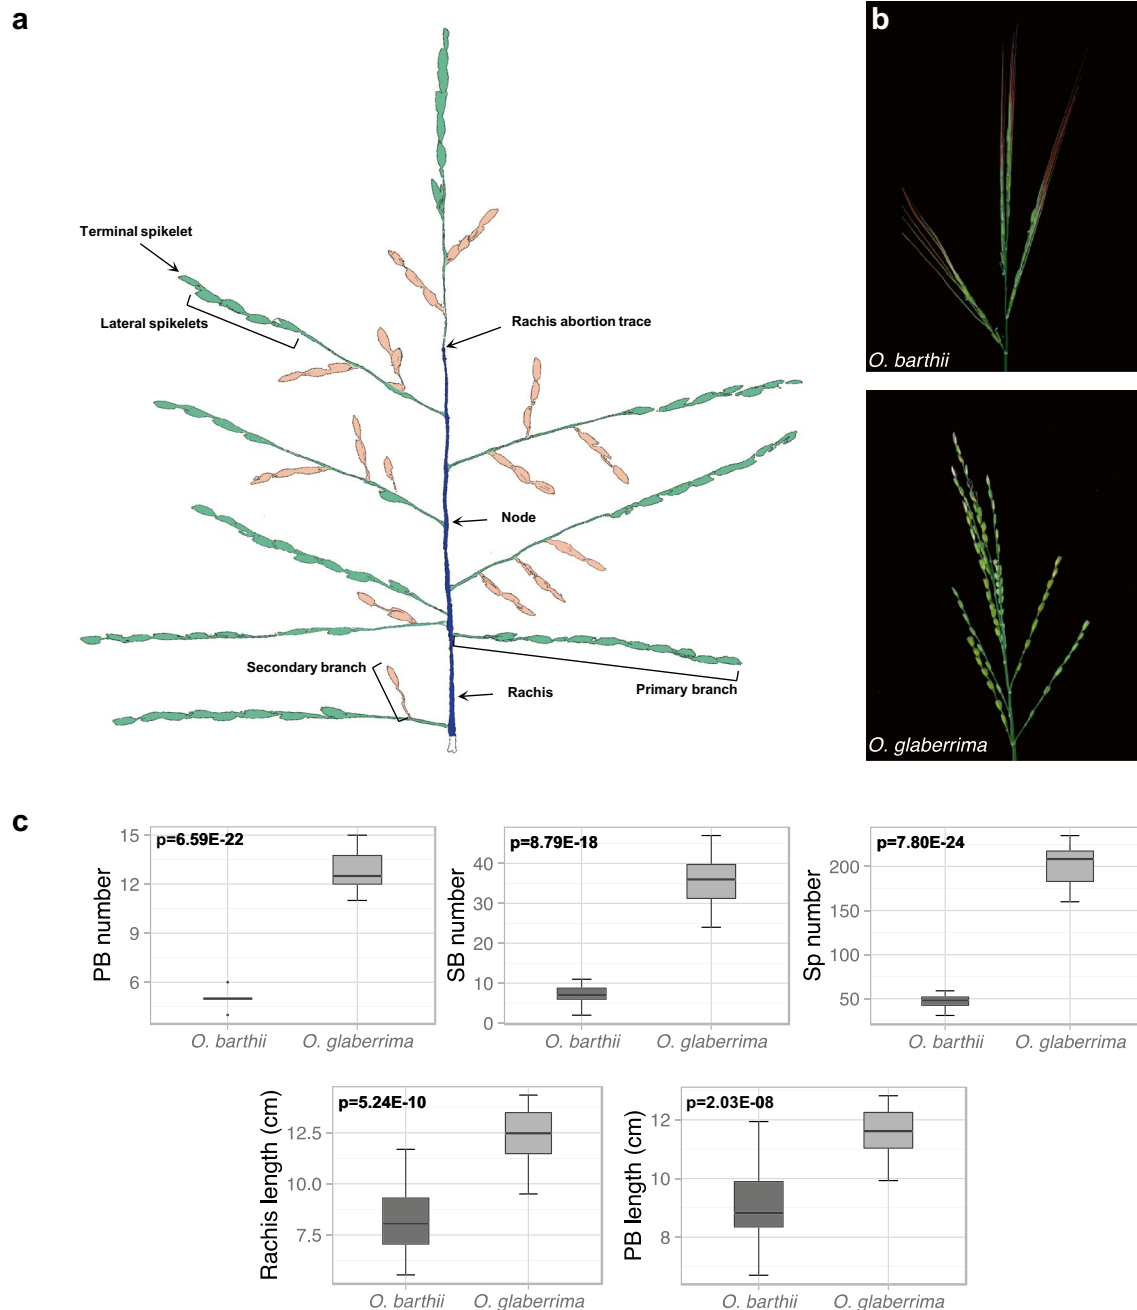 a
b
Terminal spikelet
Lateral spikelets
Rachis abortion trace
Node
Secondary branch
Rachis
Primary branch
O. barthii
O. glaberrima
c
PB number
15
12
9
6
p=6.59E-22
O. barthii
O. glaberrima
SB number
40
30
20
10
0
p=8.79E-18
O. barthii
O. glaberrima
Sp number
200
150
100
50
p=7.80E-24
O. barthii
O. glaberrima
Rachis length (cm)
12.5
10.0
7.5
p=5.24E-10
O. barthii
O. glaberrima
PB length (cm)
12
10
8
p=2.03E-08
O. barthii
O. glaberrima